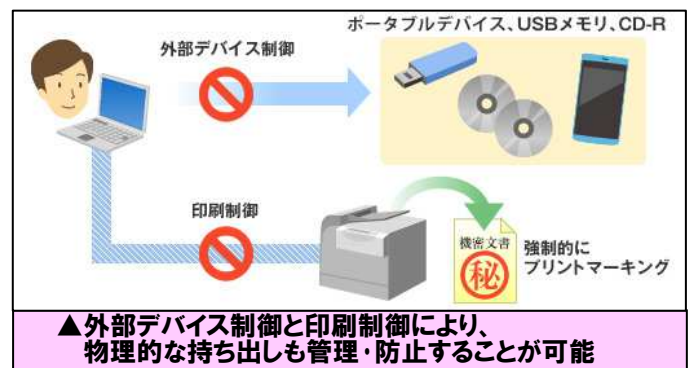 ポータブルデバイス、USBメモリ、CD-R
外部デバイス制御
印刷制御
機密文書
秘
強制的に
プリントマーキング
▲外部デバイス制御と印刷制御により、
物理的な持ち出しも管理・防止することが可能